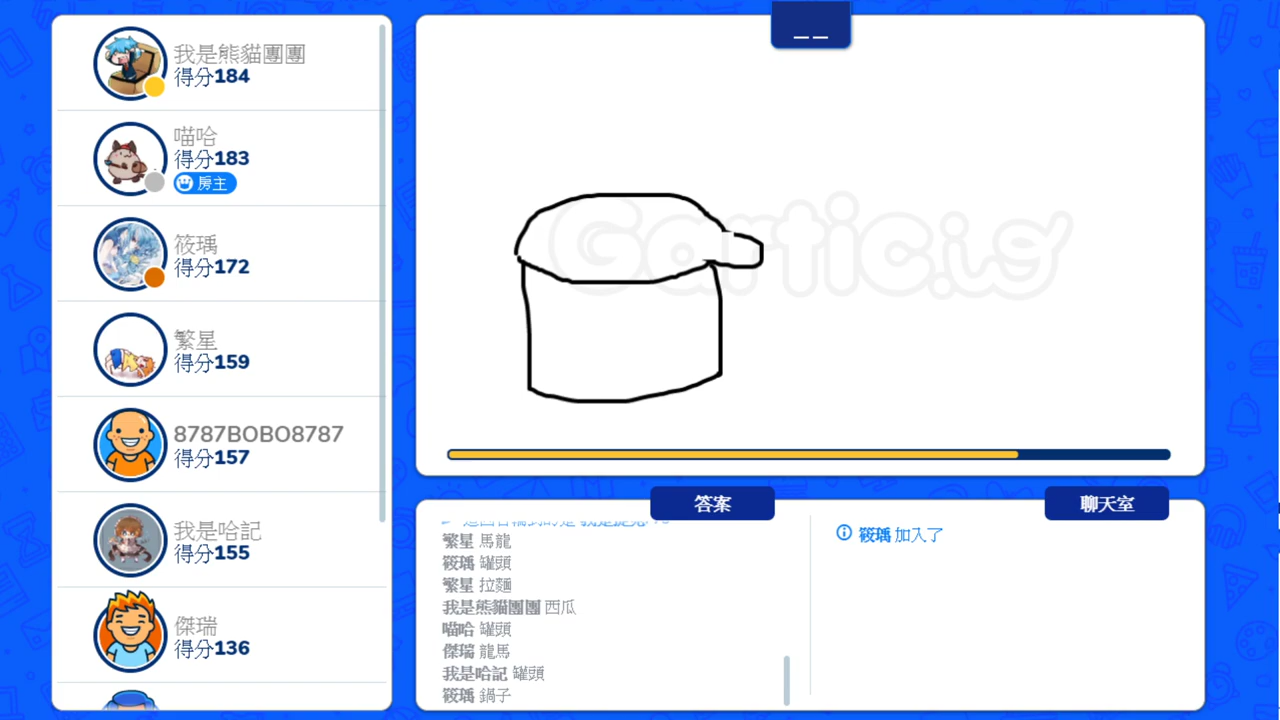 我是熊貓團團
得分184
喵哈
得分183
房主
筱瑀
得分172
繁星
得分159
8787BOBO8787
得分157
我是哈記
得分155
傑瑞
得分136
_ _
Gartic.io
答案
繁星 馬龍
筱瑀 罐頭
繁星 拉麵
我是熊貓團團 西瓜
喵哈 罐頭
傑瑞 龍馬
我是哈記 罐頭
筱瑀 鍋子
聊天室
筱瑀 加入了